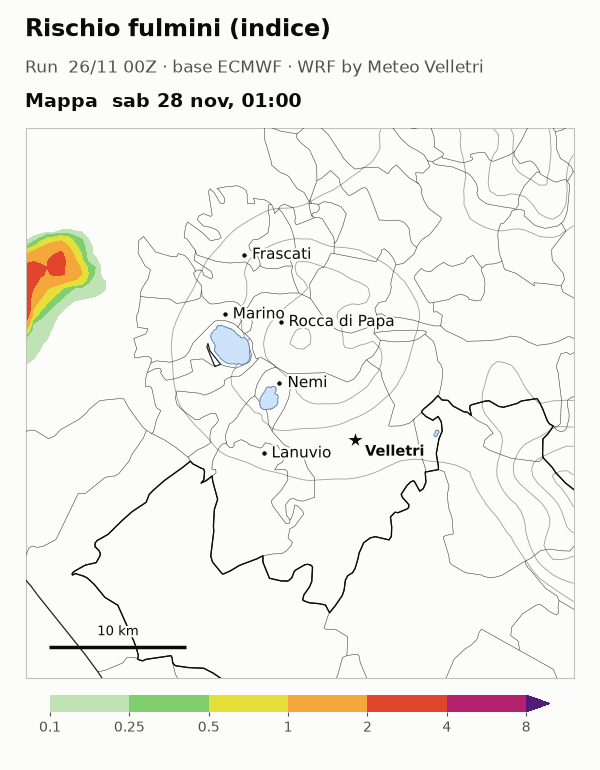 Rischio fulmini (indice)
Run  26/11 00Z · base ECMWF · WRF by Meteo Velletri
Mappa  sab 28 nov, 01:00
Frascati
Marino
Rocca di Papa
Nemi
Velletri
Lanuvio
10 km
0.1 0.25 0.5 1 2 4 8